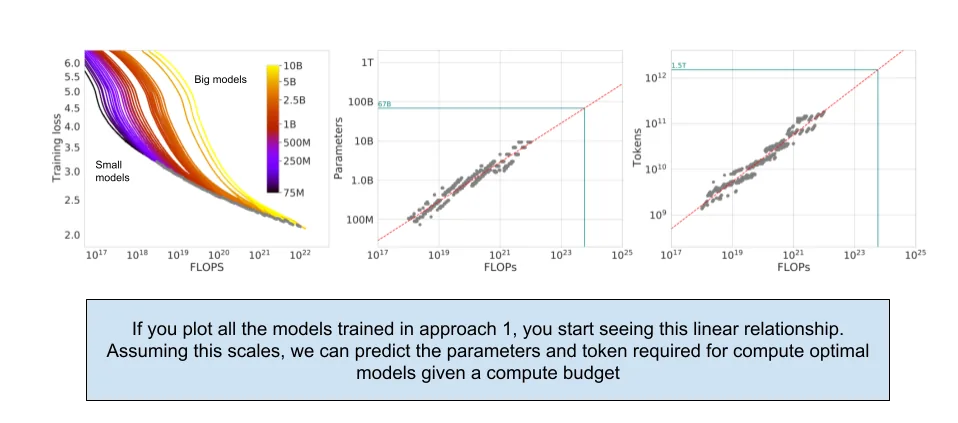 6.0
5.5
5.0
4.5
4.0
3.5
3.0
2.5
2.0
Training loss
10^17
10^18
10^19
10^20
10^21
10^22
FLOPS
Big models
Small
models
10B
5B
2.5B
1B
500M
250M
75M
1T
100B
10B
1.0B
100M
Parameters
67B
10^17
10^19
10^21
10^23
10^25
FLOPs
10^12
10^11
10^10
10^9
Tokens
1.5T
10^17
10^19
10^21
10^23
10^25
FLOPs
If you plot all the models trained in approach 1, you start seeing this linear relationship.
Assuming this scales, we can predict the parameters and token required for compute optimal
models given a compute budget